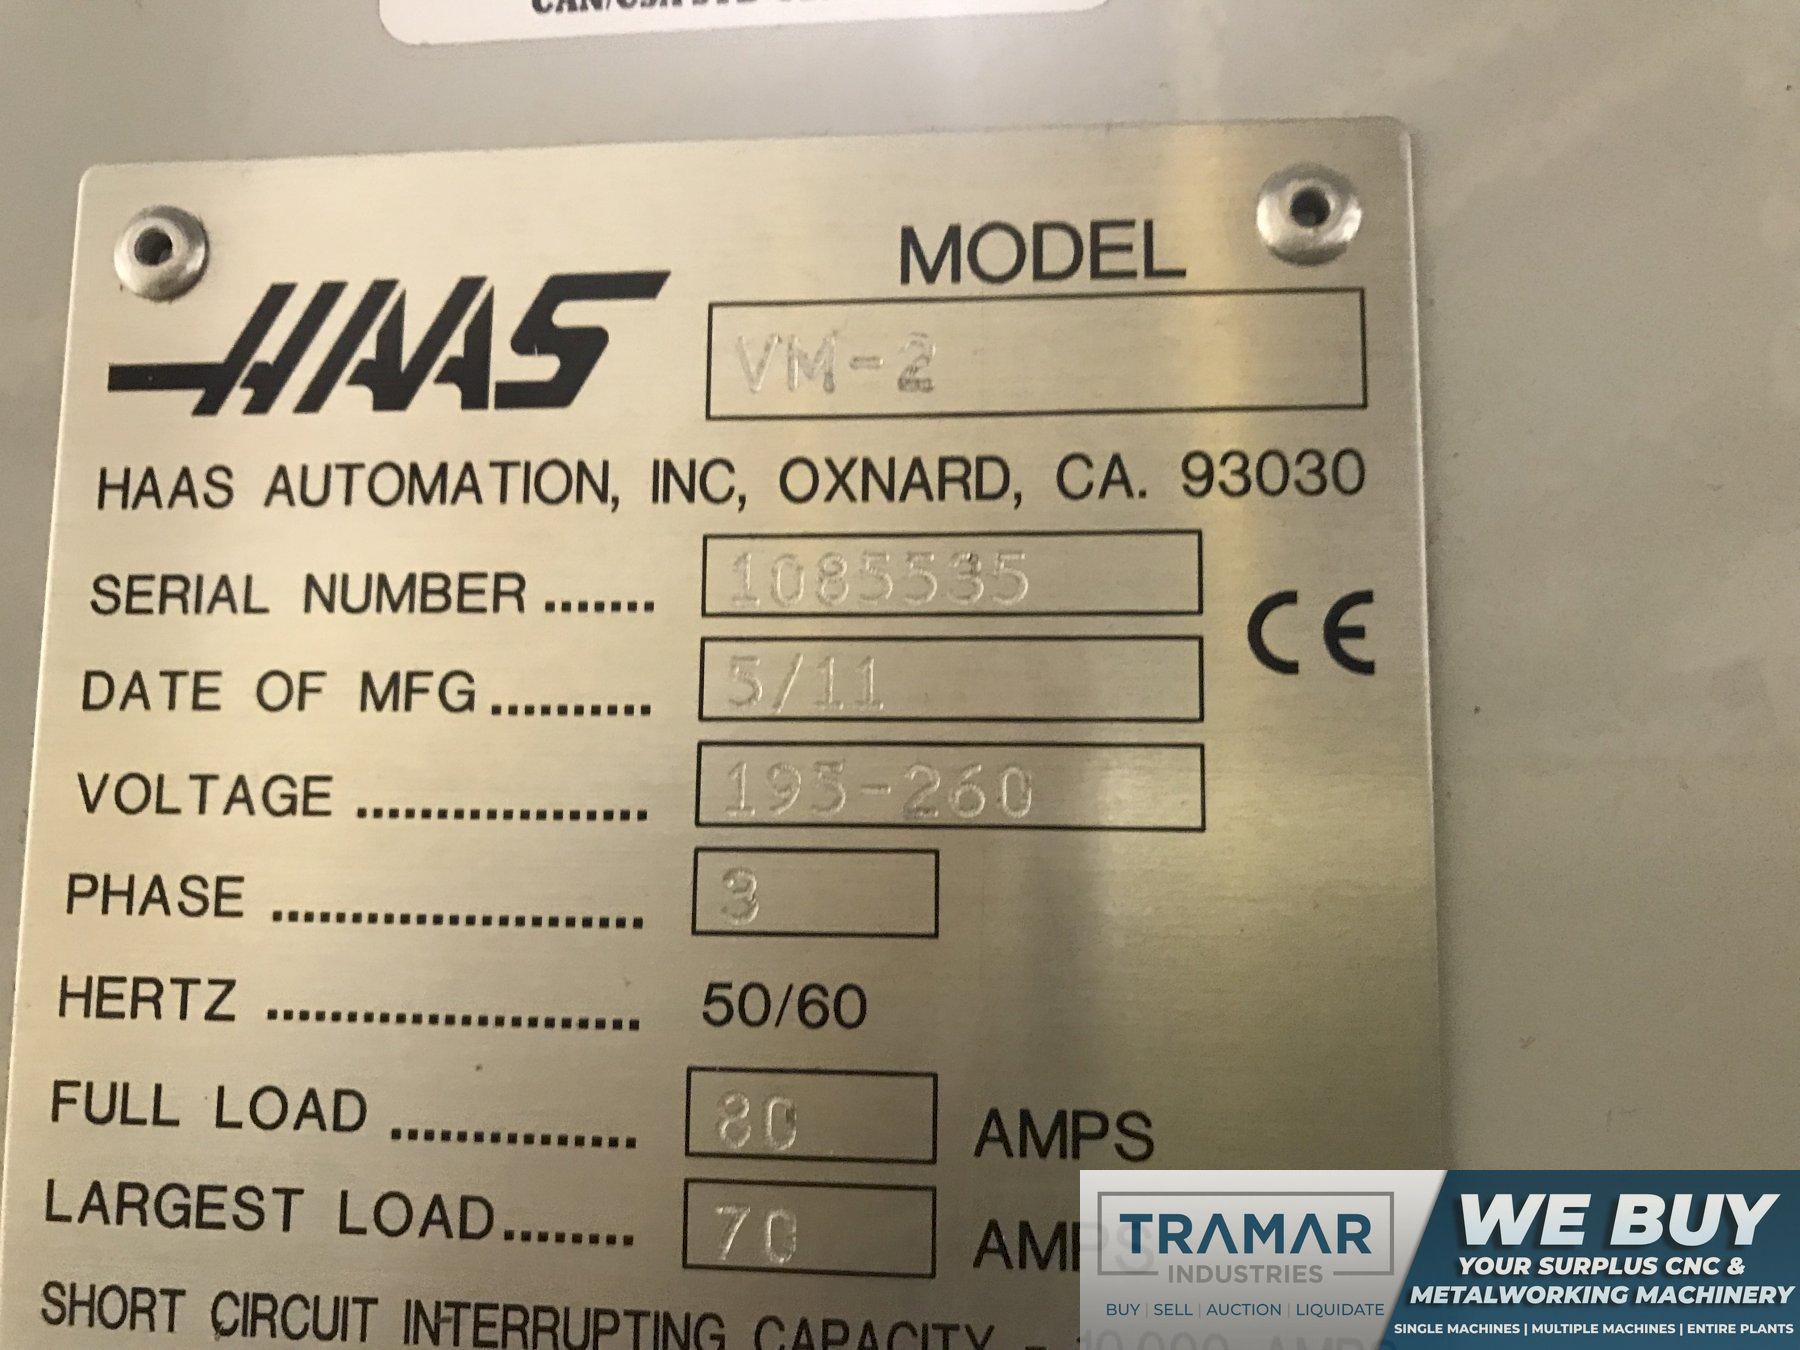 HAAS
MODEL
VM-2
HAAS AUTOMATION, INC, OXNARD, CA. 93030
SERIAL NUMBER ....... 1085535
CE
DATE OF MFG .......... 5/11
VOLTAGE .................. 195-260
PHASE ....................... 3
HERTZ ....................... 50/60
FULL LOAD ............... 80 AMPS
LARGEST LOAD ........ 70
SHORT CIRCUIT INTERRUPTING CAPACITY - 10,000 AMPS
TRAMAR
INDUSTRIES
BUY | SELL | AUCTION | LIQUIDATE
WE BUY
YOUR SURPLUS CNC &
METALWORKING MACHINERY
SINGLE MACHINES | MULTIPLE MACHINES | ENTIRE PLANTS